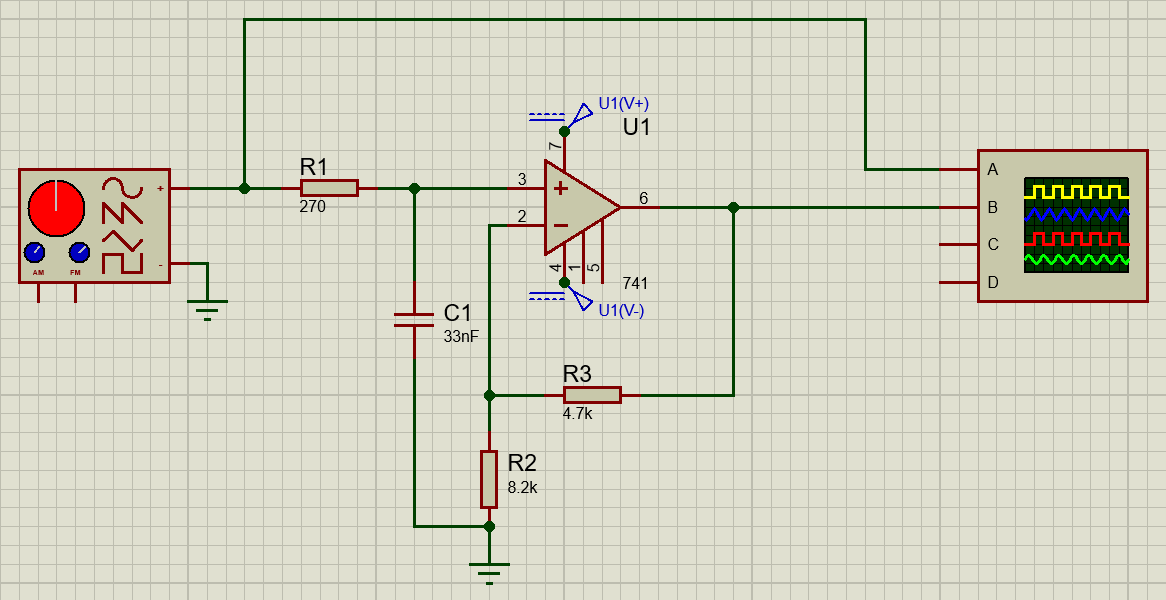 U1(V+)
U1
7
R1
270
3
+
2
−
6
4
1
5
741
U1(V-)
+
-
AM
FM
A
B
C
D
C1
33nF
R3
4.7k
R2
8.2k